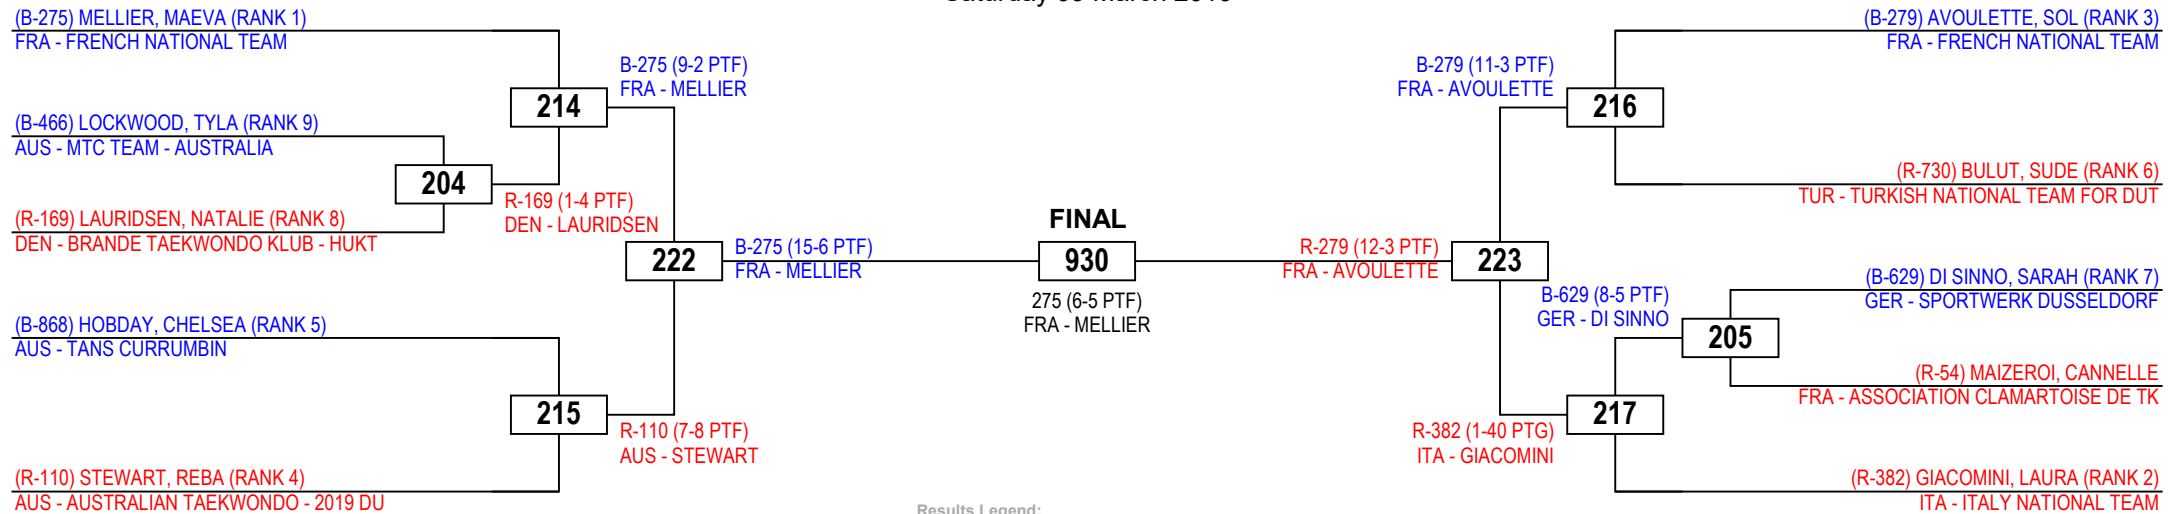 (B-275) MELLIER, MAEVA (RANK 1)
FRA - FRENCH NATIONAL TEAM
(B-279) AVOULETTE, SOL (RANK 3)
FRA - FRENCH NATIONAL TEAM
B-275 (9-2 PTF)
FRA - MELLIER
B-279 (11-3 PTF)
FRA - AVOULETTE
214
216
(B-466) LOCKWOOD, TYLA (RANK 9)
AUS - MTC TEAM - AUSTRALIA
204
(R-730) BULUT, SUDE (RANK 6)
TUR - TURKISH NATIONAL TEAM FOR DUT
R-169 (1-4 PTF)
DEN - LAURIDSEN
(R-169) LAURIDSEN, NATALIE (RANK 8)
DEN - BRANDE TAEKWONDO KLUB - HUKT
FINAL
222
B-275 (15-6 PTF)
FRA - MELLIER
930
R-279 (12-3 PTF)
FRA - AVOULETTE
223
275 (6-5 PTF)
FRA - MELLIER
B-629 (8-5 PTF)
GER - DI SINNO
(B-629) DI SINNO, SARAH (RANK 7)
GER - SPORTWERK DUSSELDORF
(B-868) HOBDAY, CHELSEA (RANK 5)
AUS - TANS CURRUMBIN
205
(R-54) MAIZEROI, CANNELLE
FRA - ASSOCIATION CLAMARTOISE DE TK
215
217
R-110 (7-8 PTF)
AUS - STEWART
R-382 (1-40 PTG)
ITA - GIACOMINI
(R-110) STEWART, REBA (RANK 4)
AUS - AUSTRALIAN TAEKWONDO - 2019 DU
(R-382) GIACOMINI, LAURA (RANK 2)
ITA - ITALY NATIONAL TEAM
Results Legend: